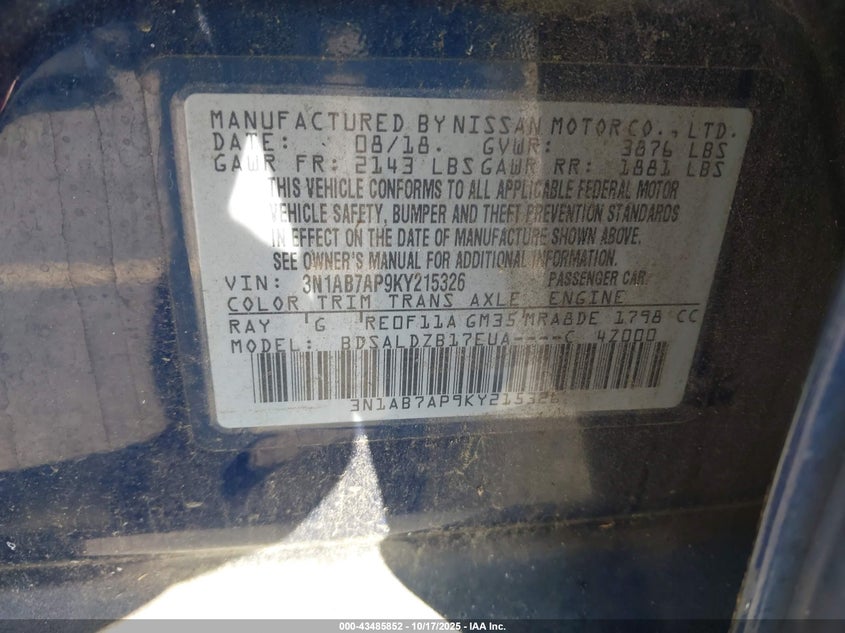 MANUFACTURED BY NISSAN MOTOR CO., LTD.
DATE: 08/18. GVWR: 3876 LBS
GAWR FR: 2143 LBS GAWR RR: 1881 LBS
THIS VEHICLE CONFORMS TO ALL APPLICABLE FEDERAL MOTOR
VEHICLE SAFETY, BUMPER AND THEFT PREVENTION STANDARDS
IN EFFECT ON THE DATE OF MANUFACTURE SHOWN ABOVE.
SEE OWNER'S MANUAL FOR ADDITIONAL INFORMATION.
VIN: 3N1AB7AP9KY215326 PASSENGER CAR
COLOR TRIM TRANS AXLE ENGINE
RAY G RE0F11A GM35 MRA8DE 1798 CC
MODEL: BDSALDZB17EUA----C 4Z000
3N1AB7AP9KY215326
000-43485852 | 10/17/2025 - IAA Inc.